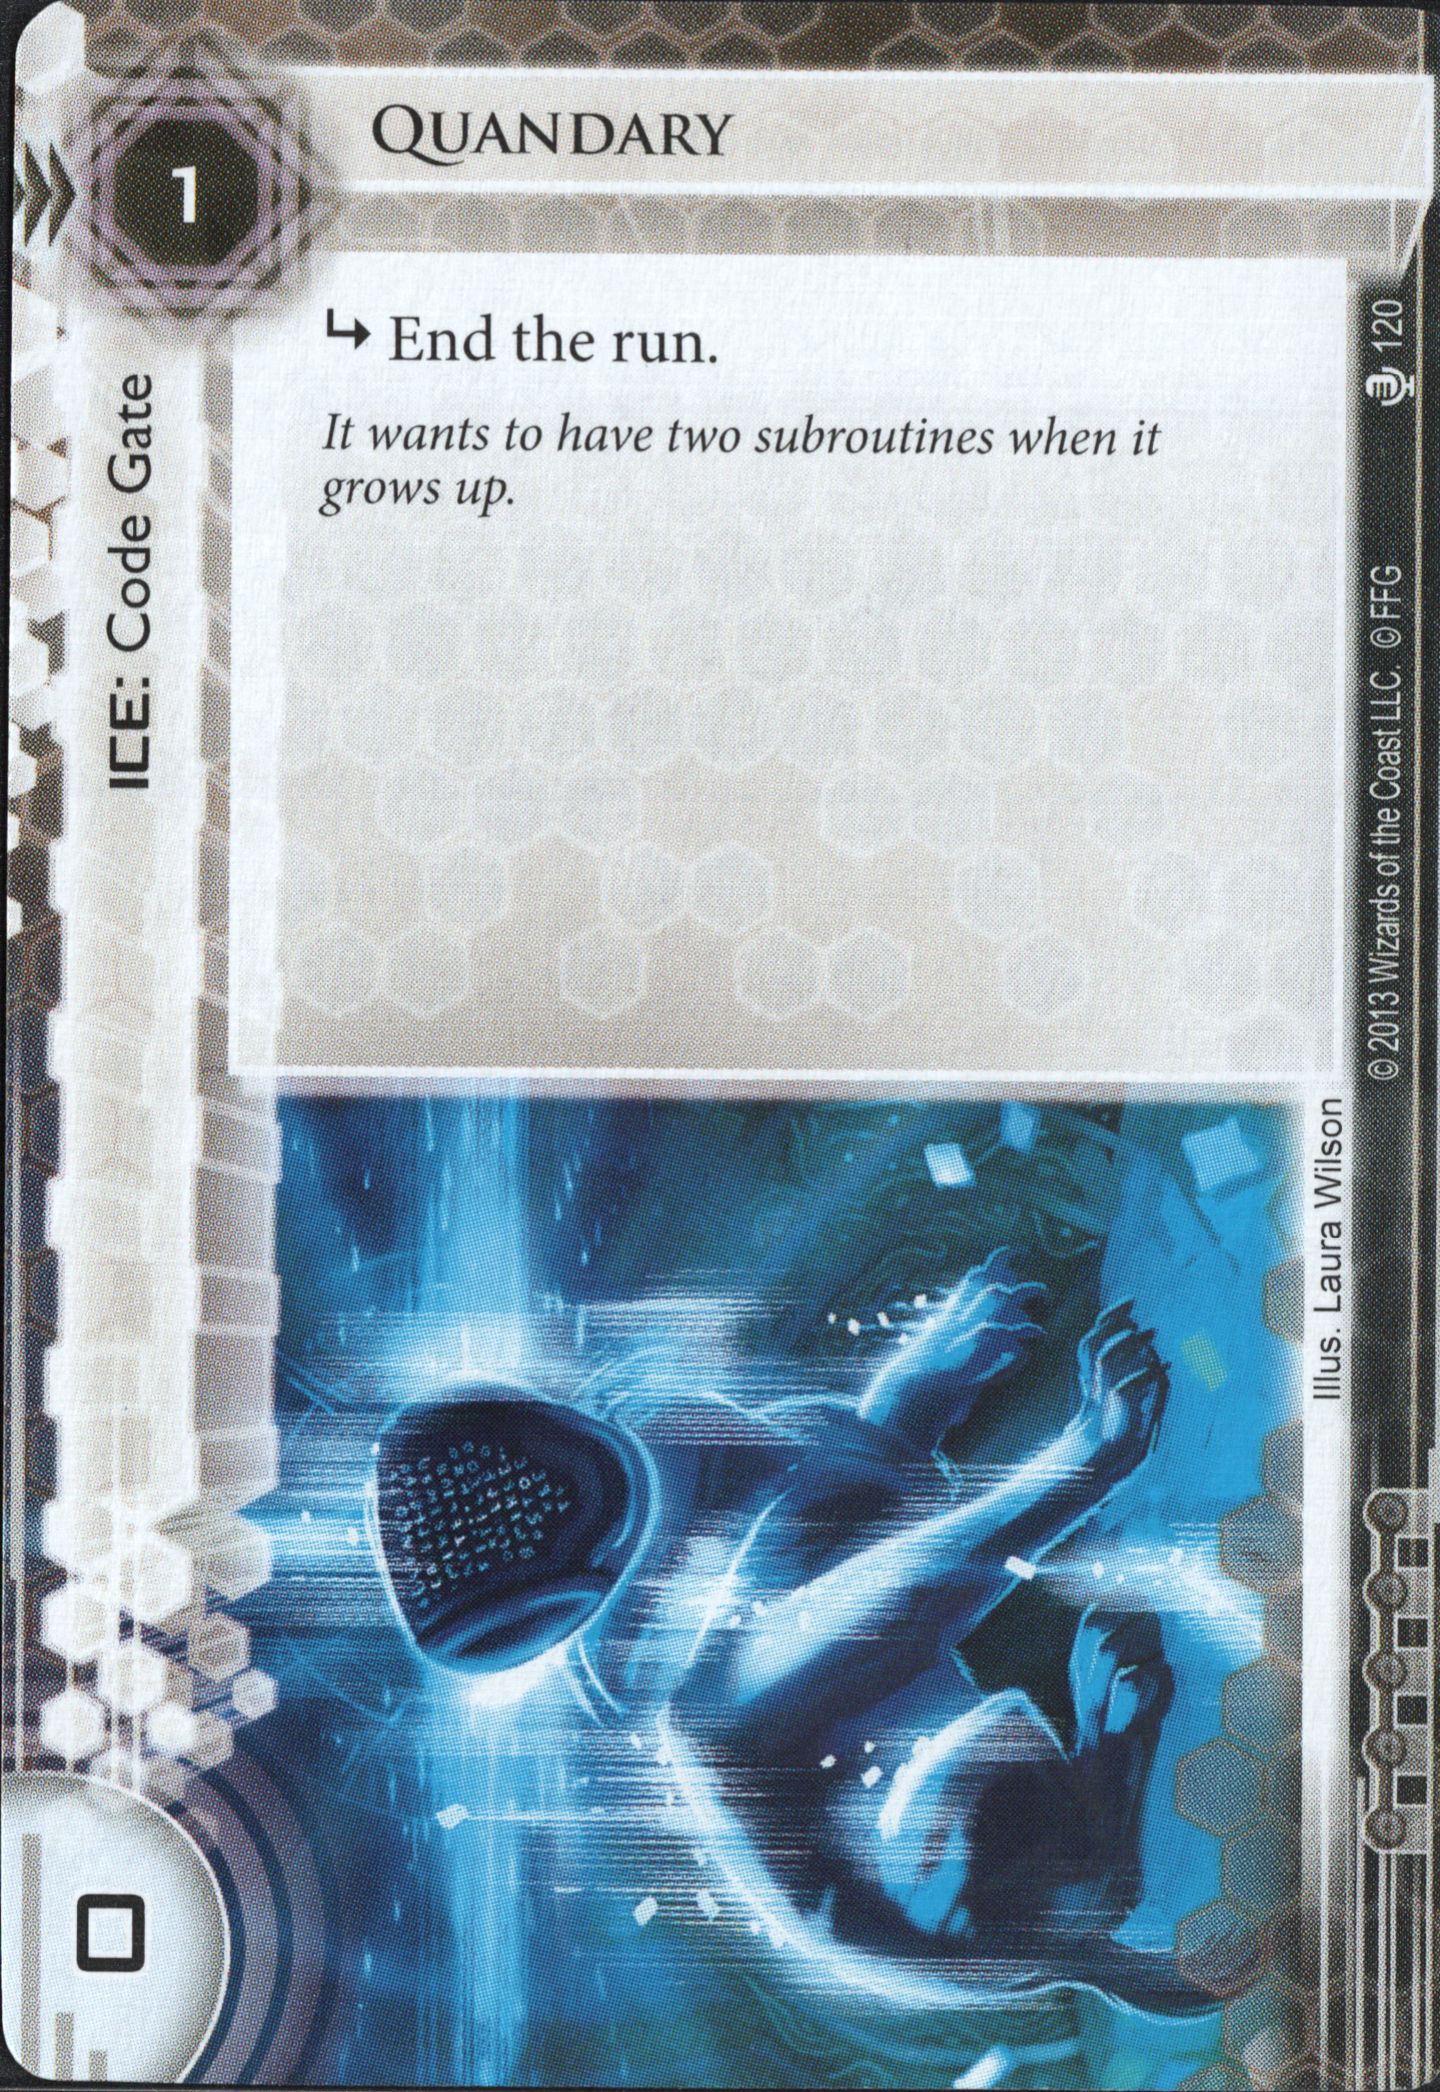 1
QUANDARY
↳ End the run.
It wants to have two subroutines when it
grows up.
ICE: Code Gate
0
Illus. Laura Wilson
© 2013 Wizards of the Coast LLC. © FFG
120